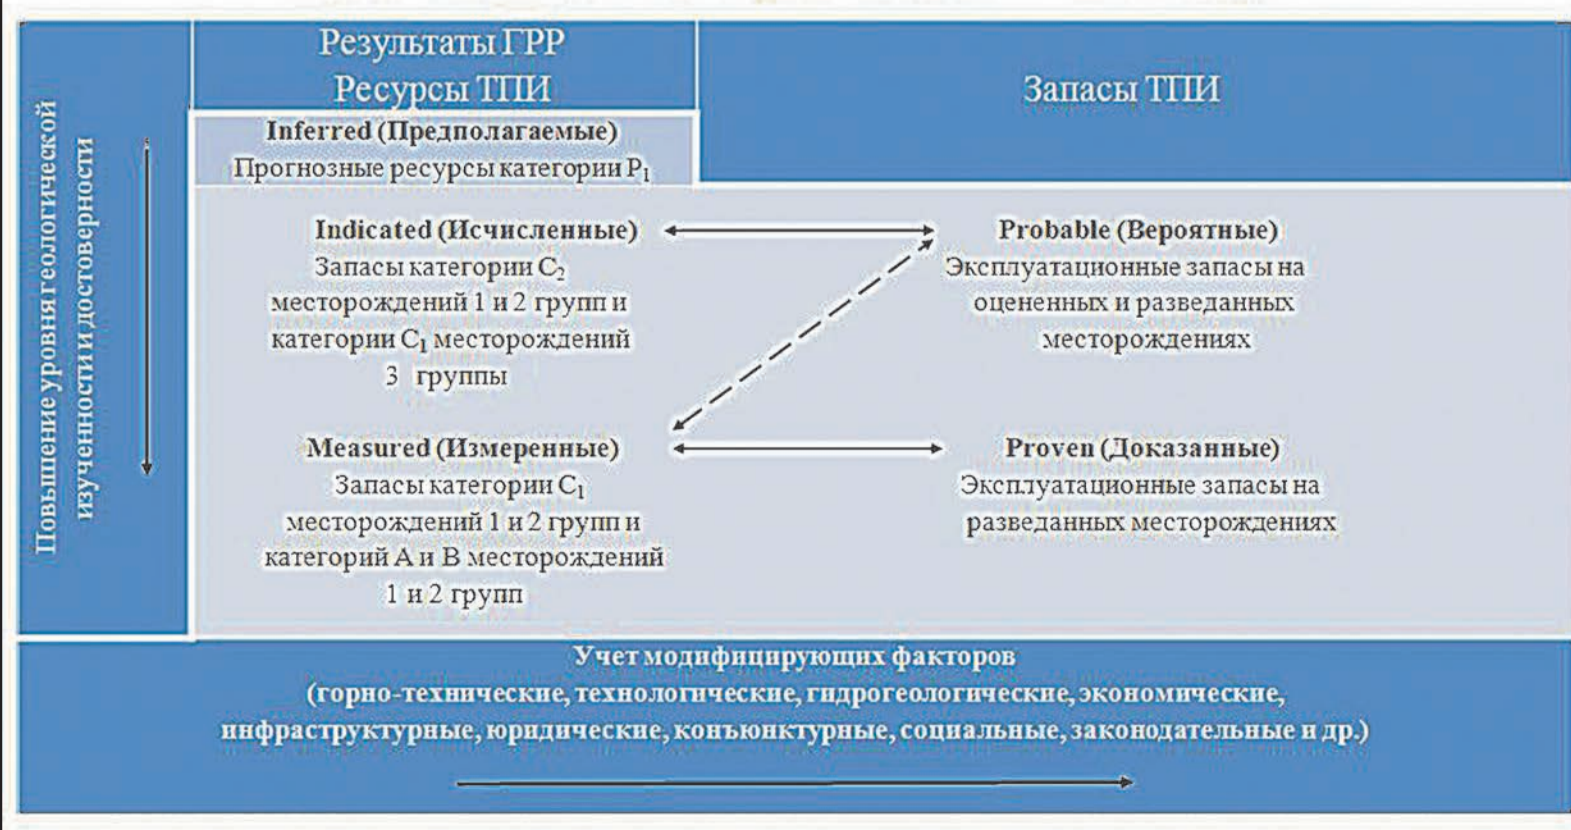 Повышение уровня геологической
изученности и достоверности
Результаты ГРР
Ресурсы ТПИ
Запасы ТПИ
Inferred (Предполагаемые)
Прогнозные ресурсы категории P₁
Indicated (Исчисленные)
Запасы категории C₂
месторождений 1 и 2 групп и
категории C₁ месторождений
3 группы
Probable (Вероятные)
Эксплуатационные запасы на
оцененных и разведанных
месторождениях
Measured (Измеренные)
Запасы категории C₁
месторождений 1 и 2 групп и
категорий А и В месторождений
1 и 2 групп
Proven (Доказанные)
Эксплуатационные запасы на
разведанных месторождениях
Учет модифицирующих факторов
(горно-технические, технологические, гидрогеологические, экономические,
инфраструктурные, юридические, конъюнктурные, социальные, законодательные и др.)